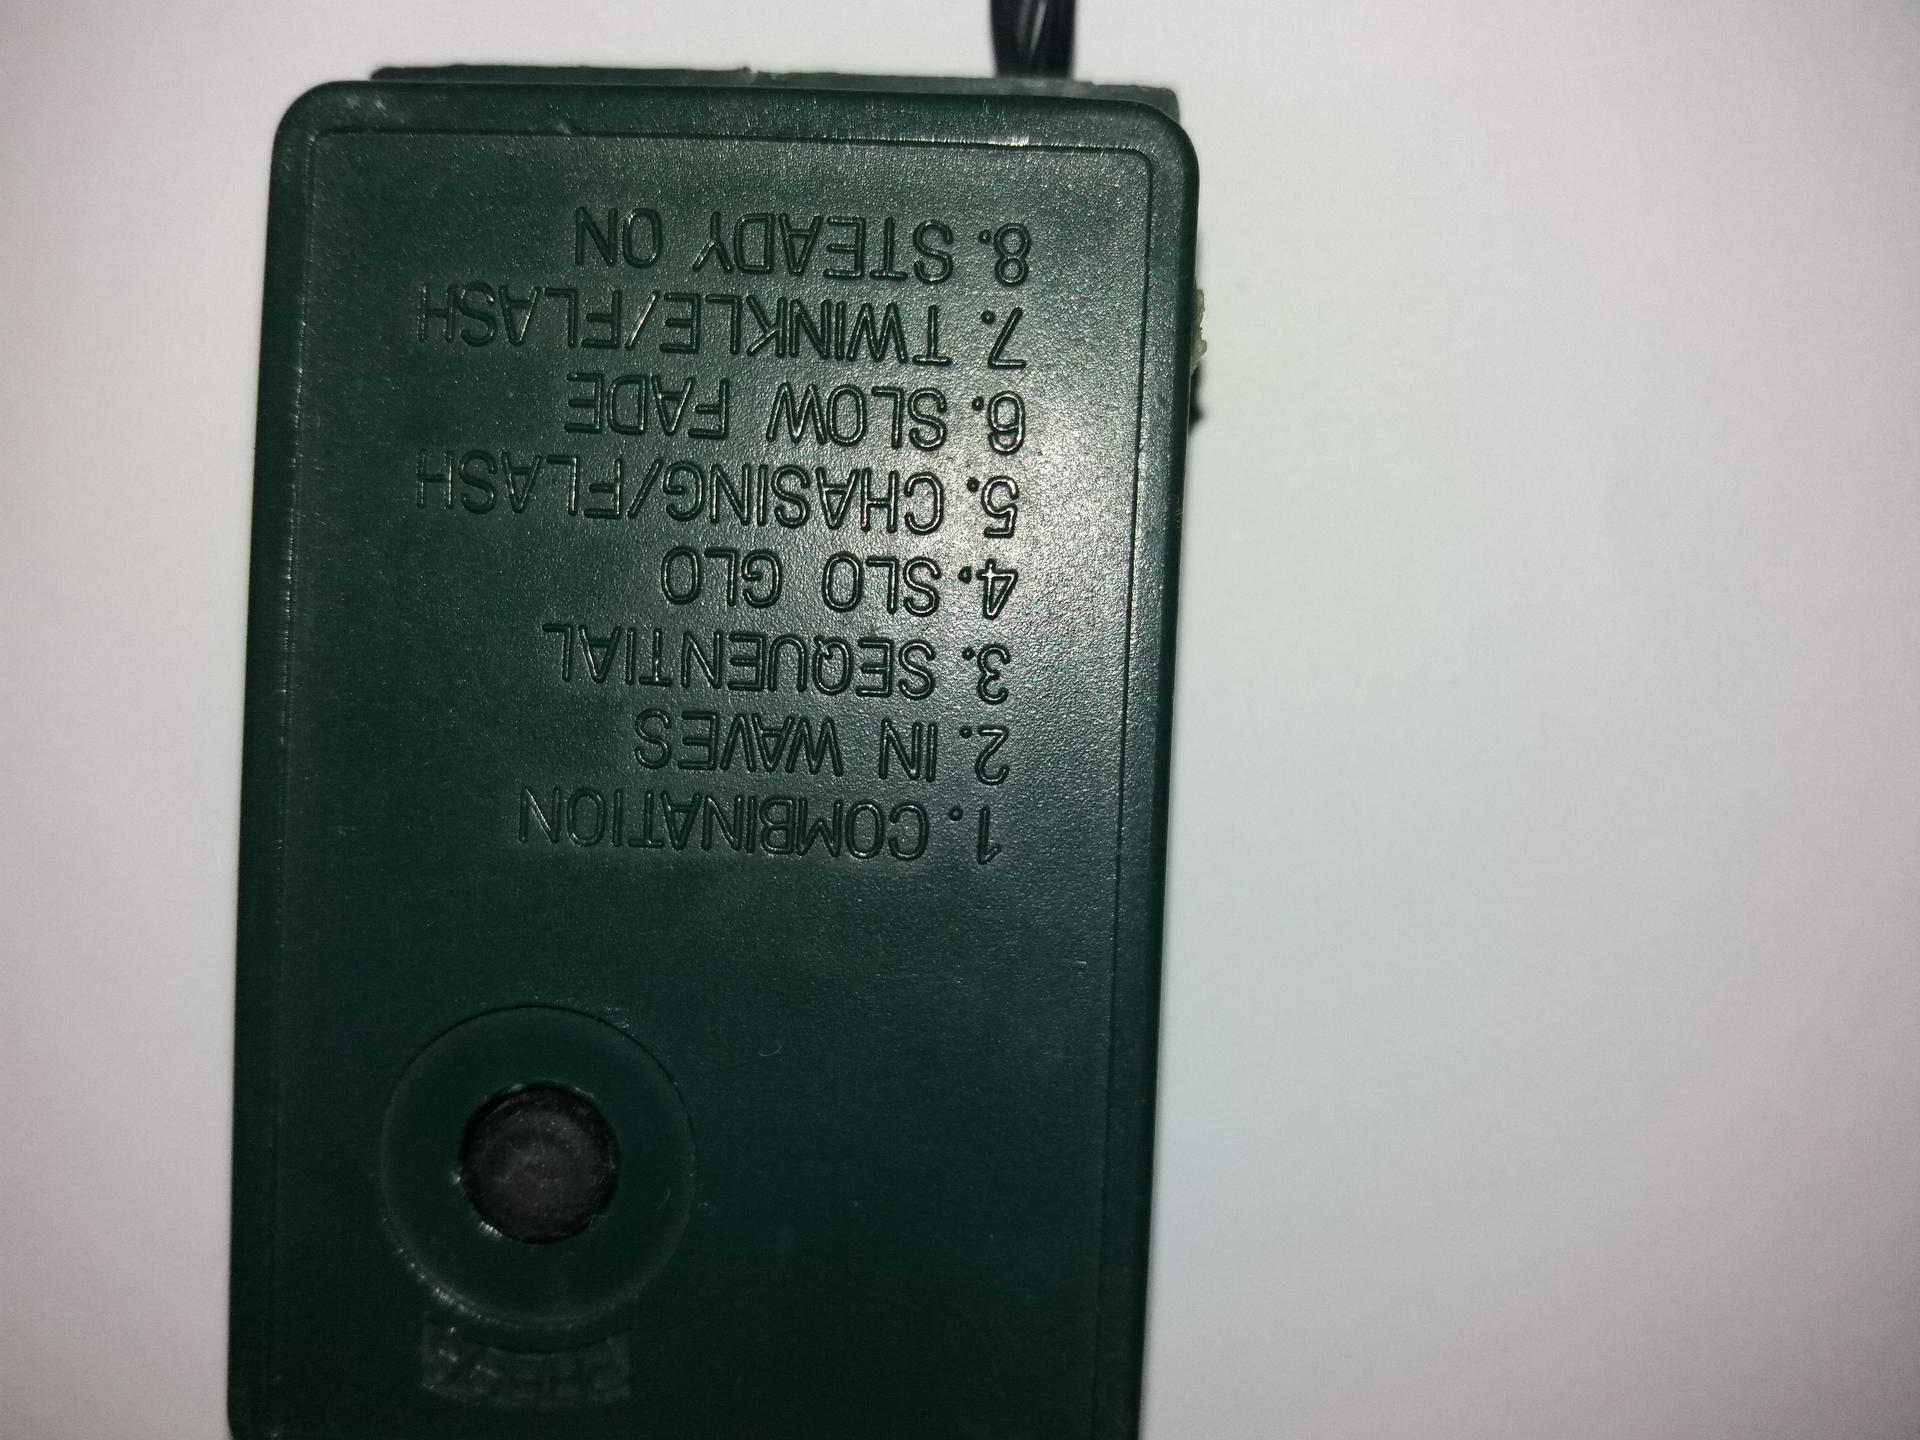 1. COMBINATION
2. IN WAVES
3. SEQUENTIAL
4. SLO GLO
5. CHASING/FLASH
6. SLOW FADE
7. TWINKLE/FLASH
8. STEADY ON